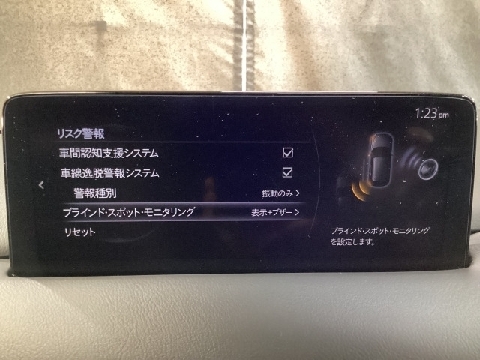 1:23 pm
リスク警報
車間認知支援システム
車線逸脱警報システム
警報種別 振動のみ
ブラインド・スポット・モニタリング 表示+ブザー
リセット
ブラインド・スポット・モニタリング
を設定します。